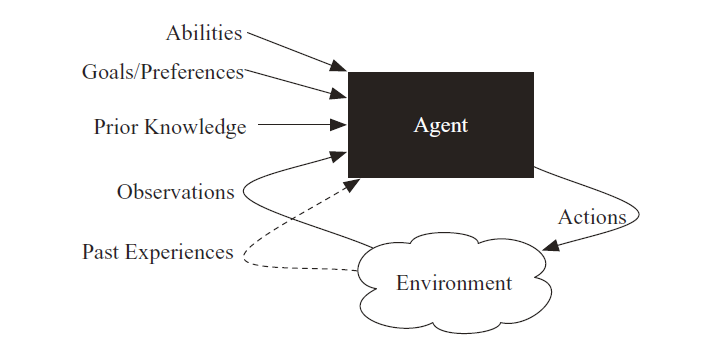 Abilities
Goals/Preferences
Prior Knowledge
Agent
Observations
Actions
Past Experiences
Environment